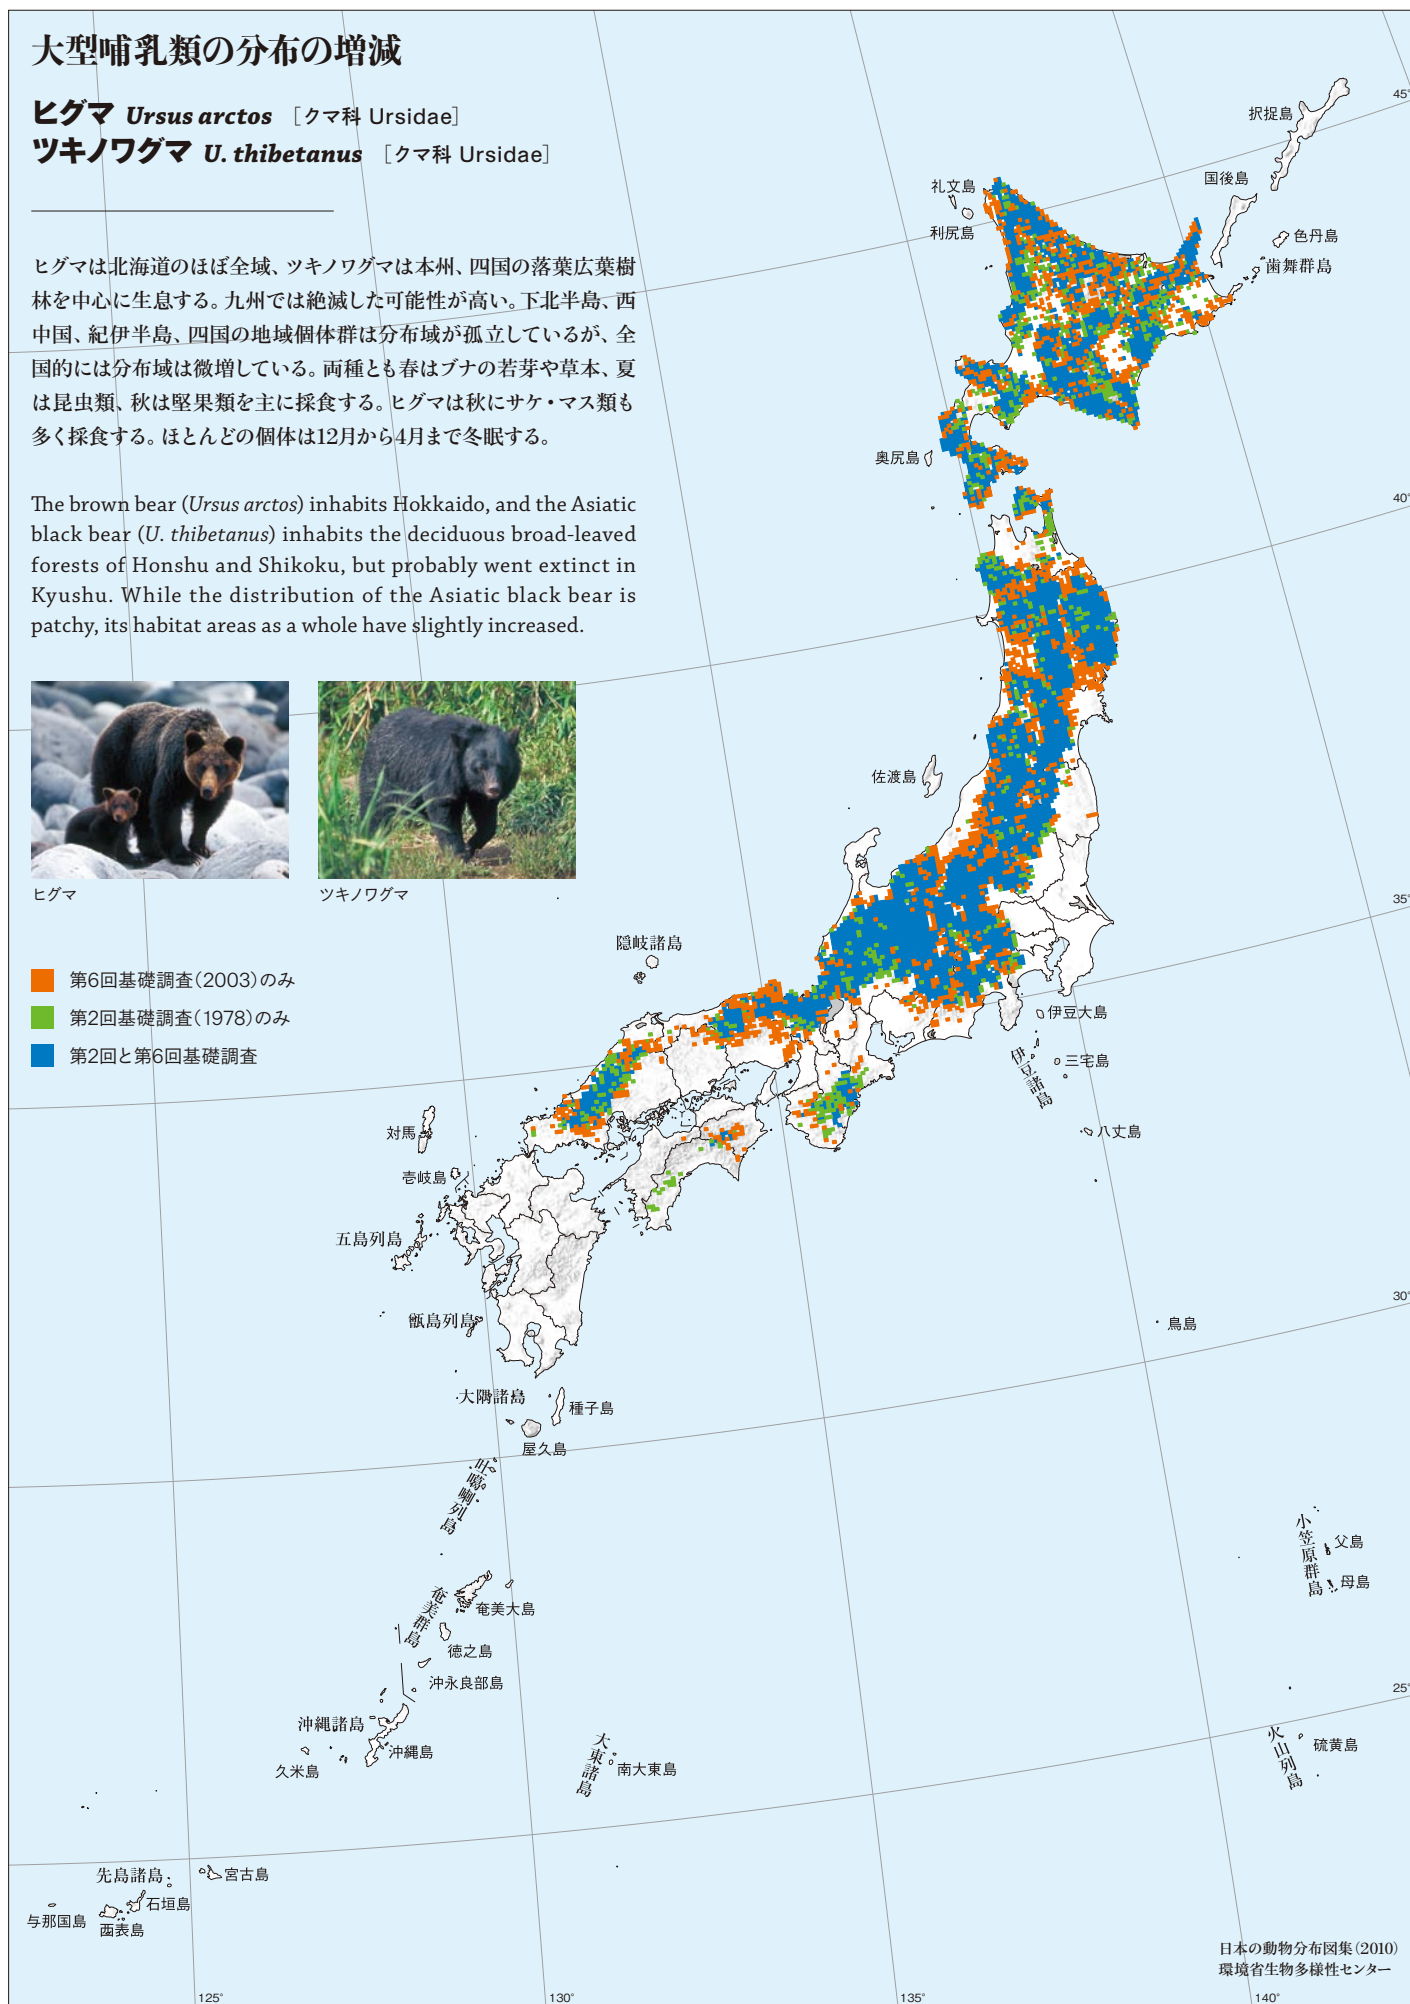 大型哺乳類の分布の増減
ヒグマ Ursus arctos ［クマ科 Ursidae］
ツキノワグマ U. thibetanus ［クマ科 Ursidae］
ヒグマは北海道のほぼ全域、ツキノワグマは本州、四国の落葉広葉樹
林を中心に生息する。九州では絶滅した可能性が高い。下北半島、西
中国、紀伊半島、四国の地域個体群は分布域が孤立しているが、全
国的には分布域は微増している。両種とも春はブナの若芽や草本、夏
は昆虫類、秋は堅果類を主に採食する。ヒグマは秋にサケ・マス類も
多く採食する。ほとんどの個体は12月から4月まで冬眠する。
The brown bear (Ursus arctos) inhabits Hokkaido, and the Asiatic
black bear (U. thibetanus) inhabits the deciduous broad-leaved
forests of Honshu and Shikoku, but probably went extinct in
Kyushu. While the distribution of the Asiatic black bear is
patchy, its habitat areas as a whole have slightly increased.
ヒグマ
ツキノワグマ
第6回基礎調査（2003）のみ
第2回基礎調査（1978）のみ
第2回と第6回基礎調査
45°
択捉島
国後島
礼文島
利尻島
色丹島
歯舞群島
奥尻島
40°
佐渡島
35°
隠岐諸島
伊豆大島
伊豆諸島
三宅島
八丈島
対馬
壱岐島
五島列島
30°
甑島列島
鳥島
大隅諸島
種子島
屋久島
吐噶喇列島
小笠原群島
父島
母島
奄美群島
奄美大島
徳之島
沖永良部島
25°
沖縄諸島
沖縄島
久米島
大東諸島
南大東島
火山列島
硫黄島
先島諸島
宮古島
石垣島
与那国島
西表島
日本の動物分布図集（2010）
環境省生物多様性センター
125°
130°
135°
140°